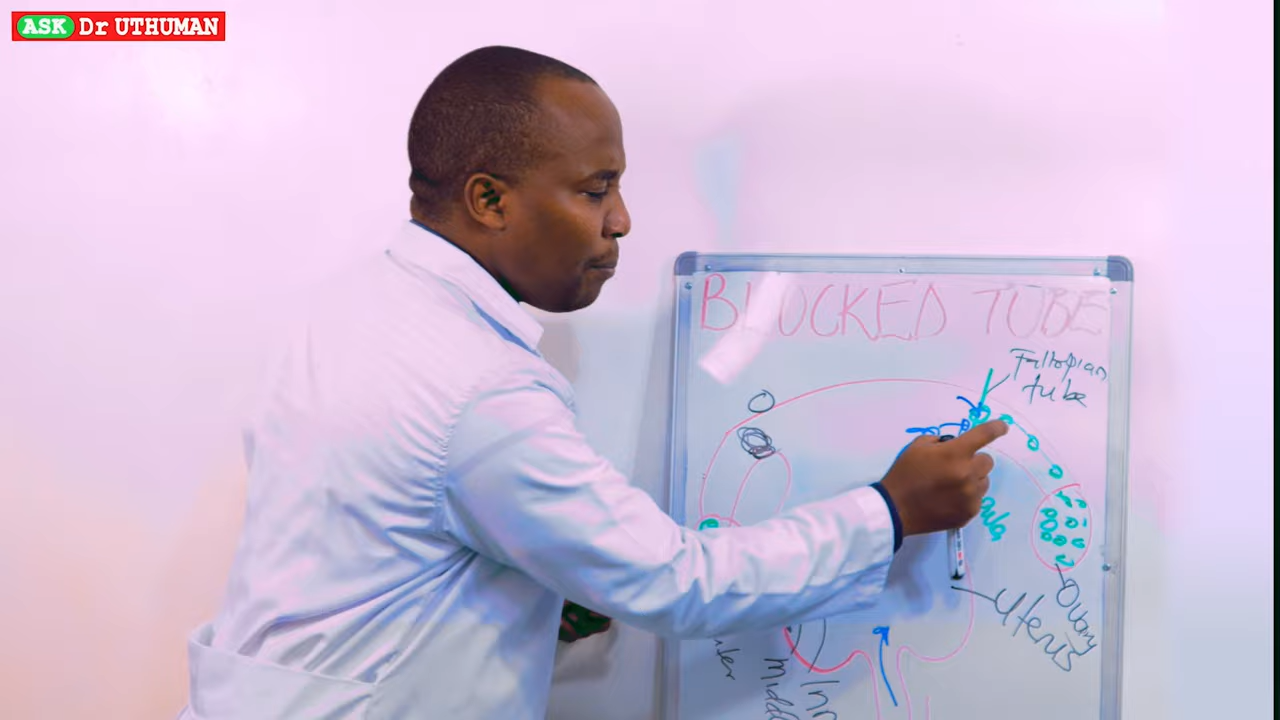 ASK Dr UTHUMAN
BLOCKED TUBE
Fallopian
tube
Ovary
Uterus